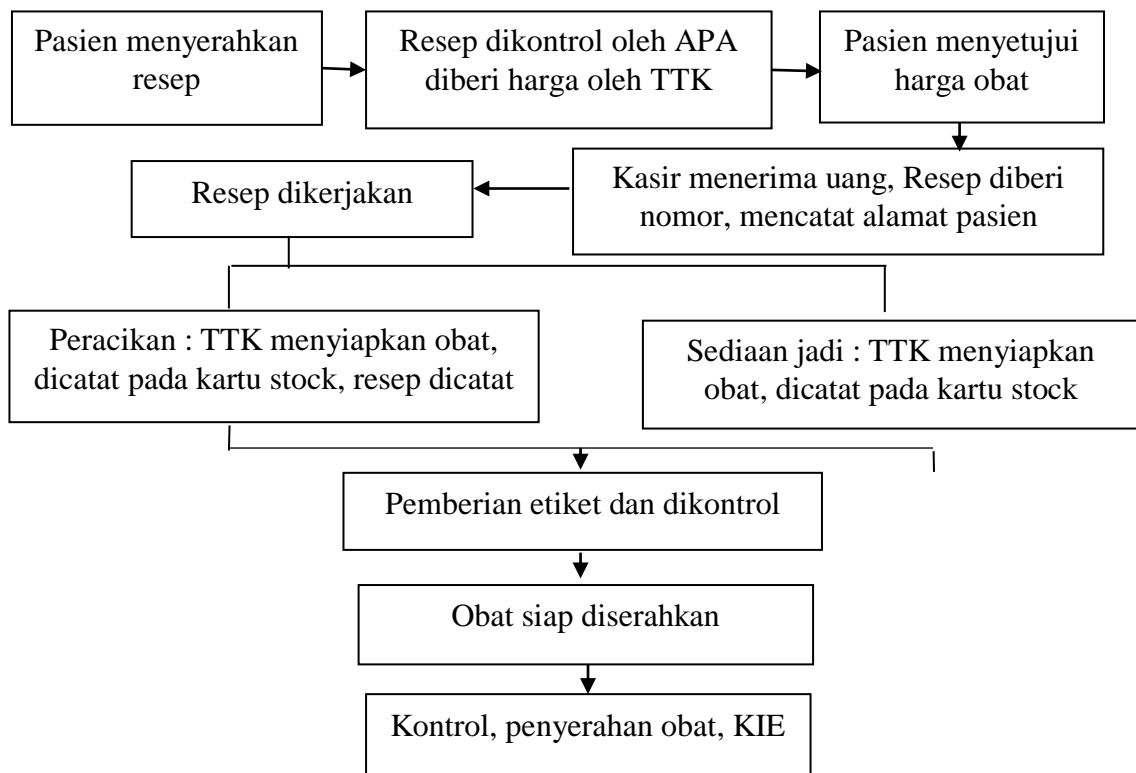 Pasien menyerahkan
resep
Resep dikontrol oleh APA
diberi harga oleh TTK
Pasien menyetujui
harga obat
Kasir menerima uang, Resep diberi
nomor, mencatat alamat pasien
Resep dikerjakan
Peracikan : TTK menyiapkan obat,
dicatat pada kartu stock, resep dicatat
Sediaan jadi : TTK menyiapkan
obat, dicatat pada kartu stock
Pemberian etiket dan dikontrol
Obat siap diserahkan
Kontrol, penyerahan obat, KIE